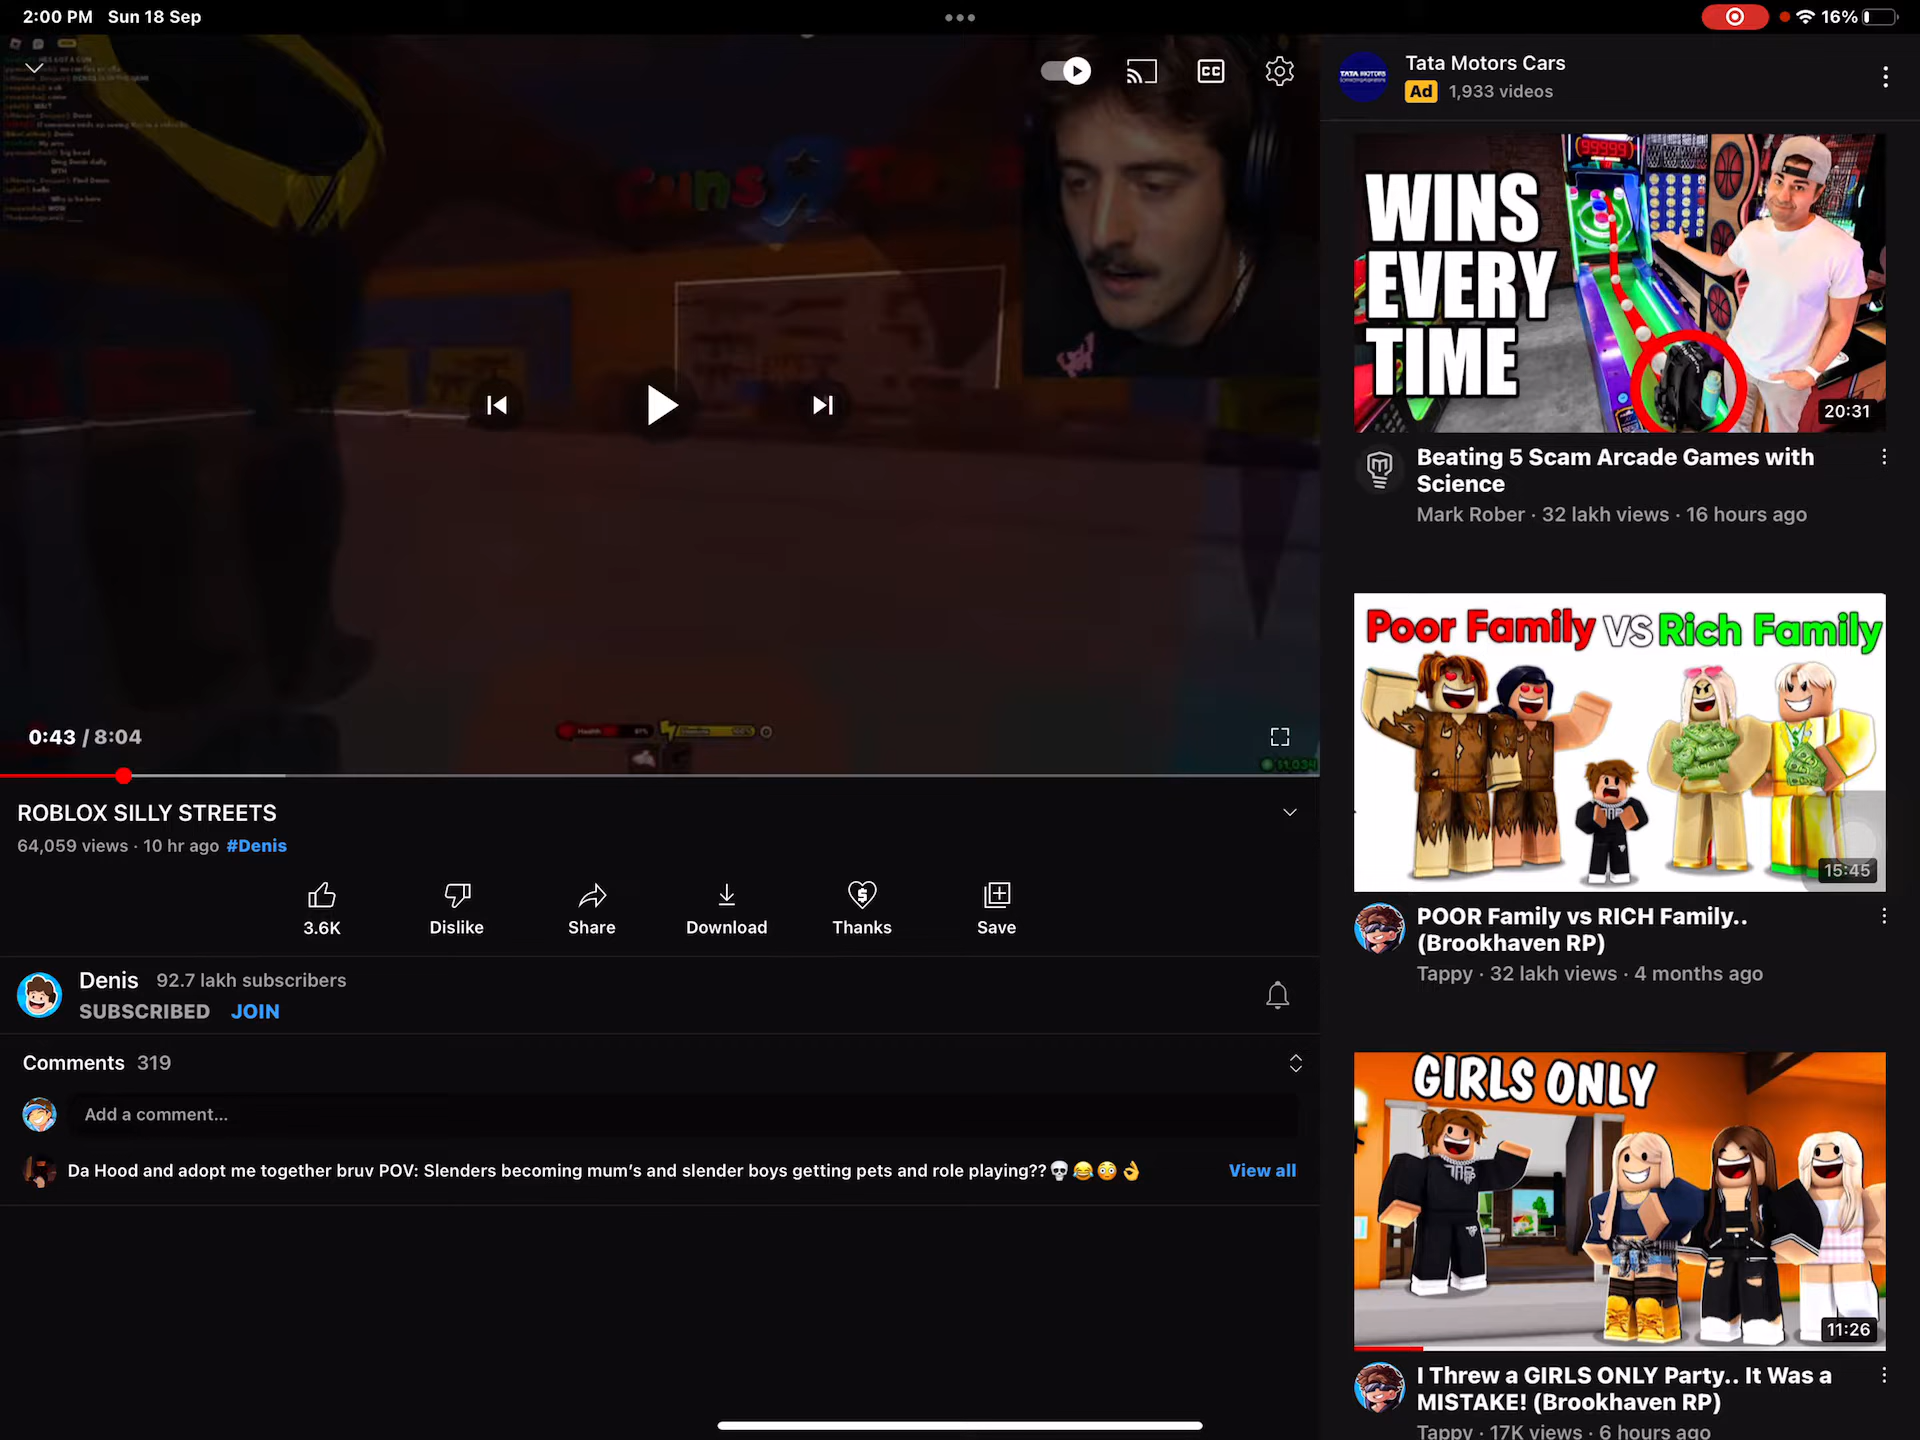 2:00 PM Sun 18 Sep
16%
Guns
CC
Health
0:43 / 8:04
ROBLOX SILLY STREETS
64,059 views · 10 hr ago #Denis
3.6K
Dislike
Share
Download
Thanks
Save
Denis 92.7 lakh subscribers
SUBSCRIBED JOIN
Comments 319
Add a comment...
Da Hood and adopt me together bruv POV: Slenders becoming mum's and slender boys getting pets and role playing??💀😂😳👌
View all
TATA MOTORS
Tata Motors Cars
Ad 1,933 videos
99999
WINS
EVERY
TIME
20:31
Beating 5 Scam Arcade Games with
Science
Mark Rober · 32 lakh views · 16 hours ago
Poor Family VS Rich Family
15:45
POOR Family vs RICH Family..
(Brookhaven RP)
Tappy · 32 lakh views · 4 months ago
GIRLS ONLY
11:26
I Threw a GIRLS ONLY Party.. It Was a
MISTAKE! (Brookhaven RP)
Tappy · 17K views · 6 hours ago